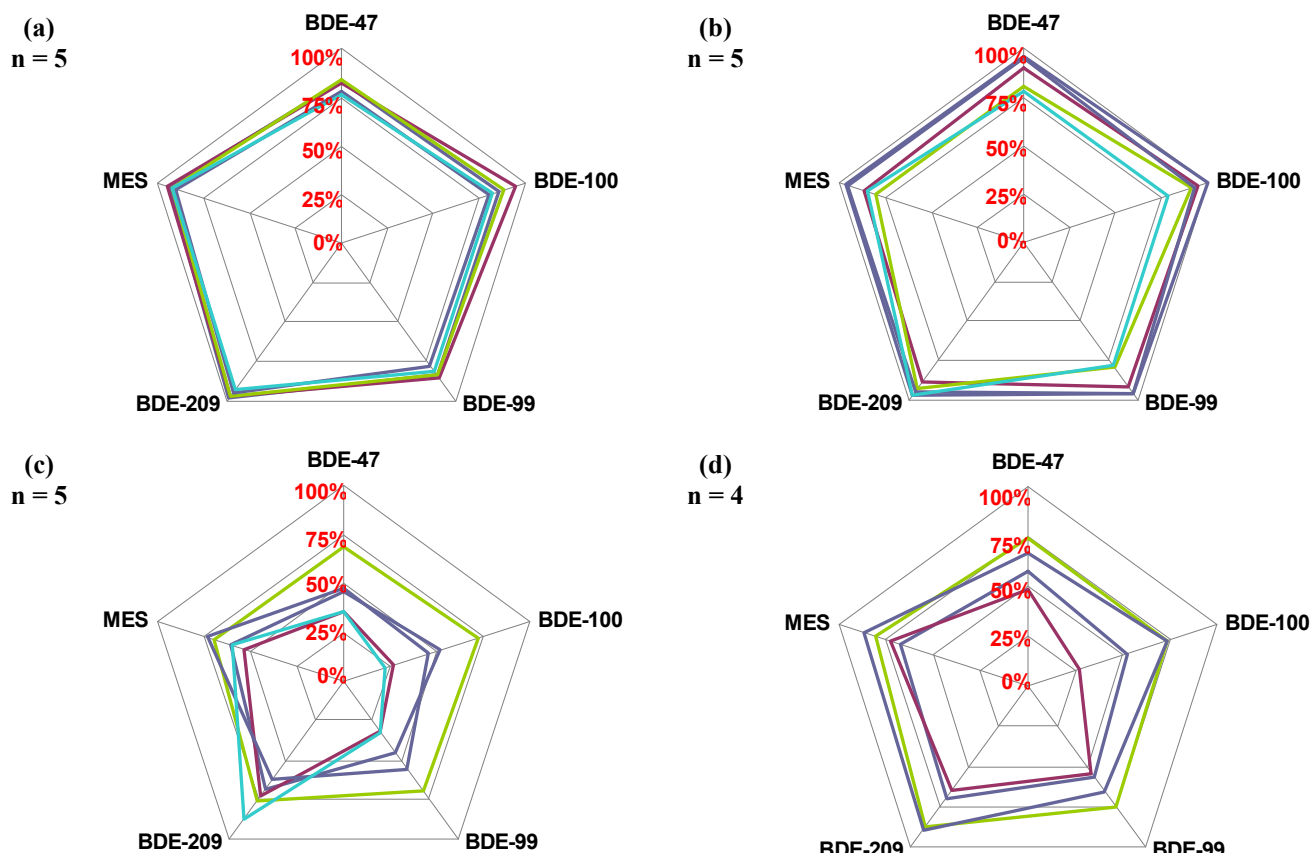 (a)
n = 5
BDE-47
100%
75%
50%
25%
0%
BDE-100
BDE-99
BDE-209
MES
(b)
n = 5
BDE-47
100%
75%
50%
25%
0%
BDE-100
BDE-99
BDE-209
MES
(c)
n = 5
BDE-47
100%
75%
50%
25%
0%
BDE-100
BDE-99
BDE-209
MES
(d)
n = 4
BDE-47
100%
75%
50%
25%
0%
BDE-100
BDE-99
BDE-209
MES